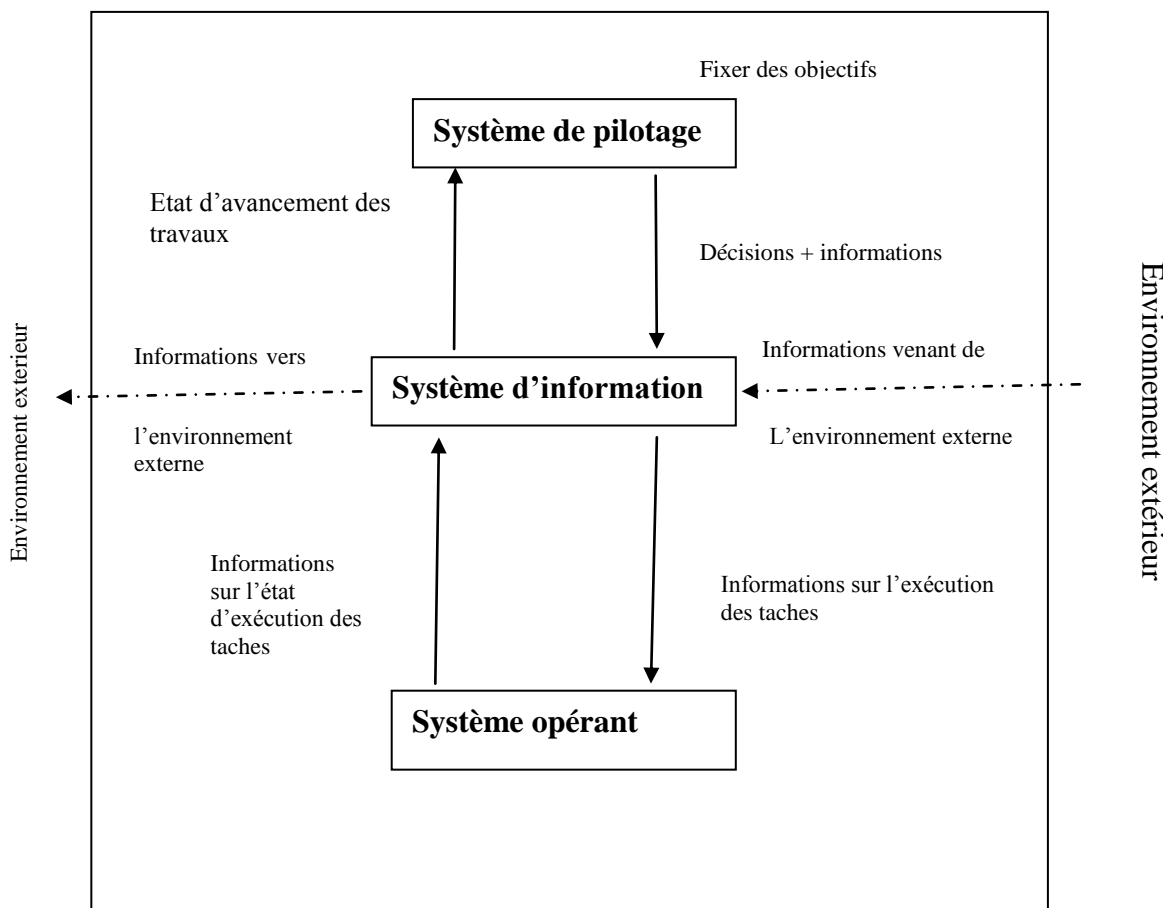 Fixer des objectifs
Système de pilotage
Etat d’avancement des
travaux
Décisions + informations
Environnement exterieur
Informations vers
l’environnement
externe
Système d’information
Informations venant de
L’environnement externe
Environnement extérieur
Informations
sur l’état
d’exécution des
taches
Informations sur l’exécution
des taches
Système opérant